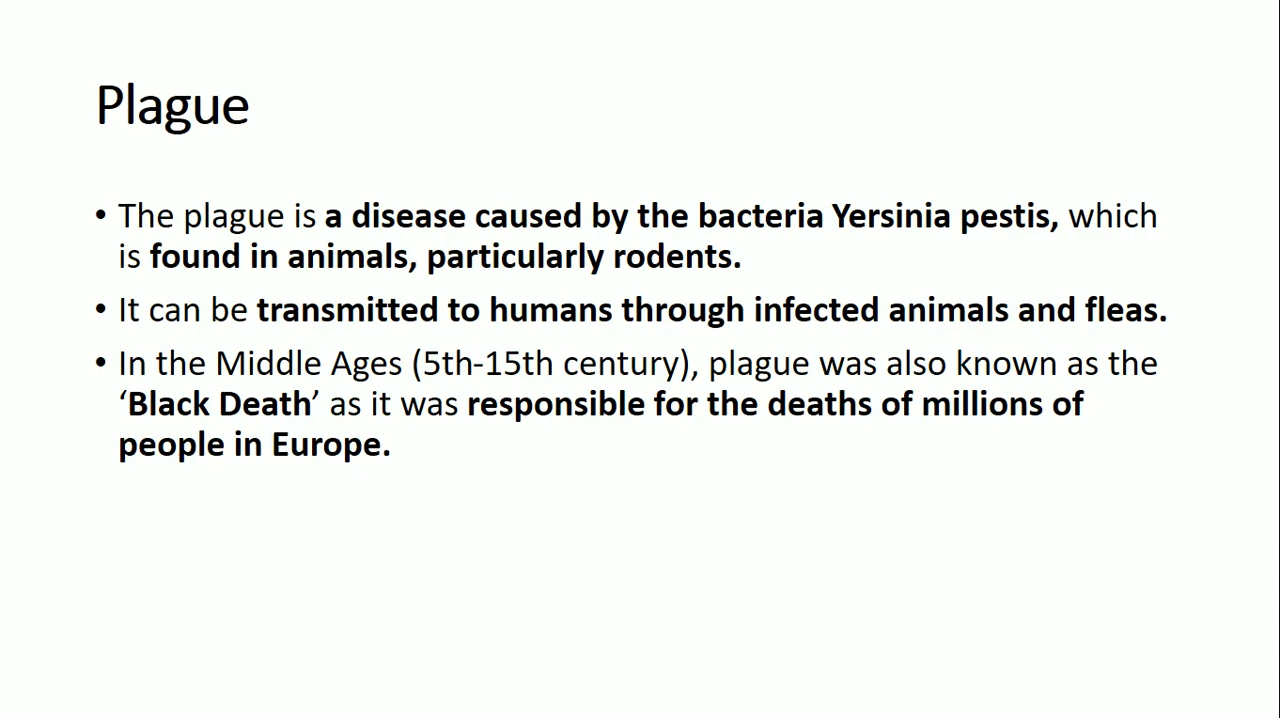 Plague
• The plague is a disease caused by the bacteria Yersinia pestis, which
is found in animals, particularly rodents.
• It can be transmitted to humans through infected animals and fleas.
• In the Middle Ages (5th-15th century), plague was also known as the
‘Black Death’ as it was responsible for the deaths of millions of
people in Europe.